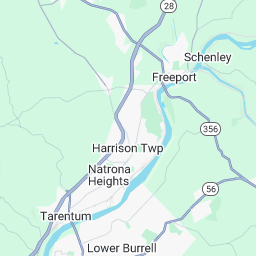 28
Schenley
Freeport
356
Harrison Twp
Natrona
Heights
56
Tarentum
Lower Burrell